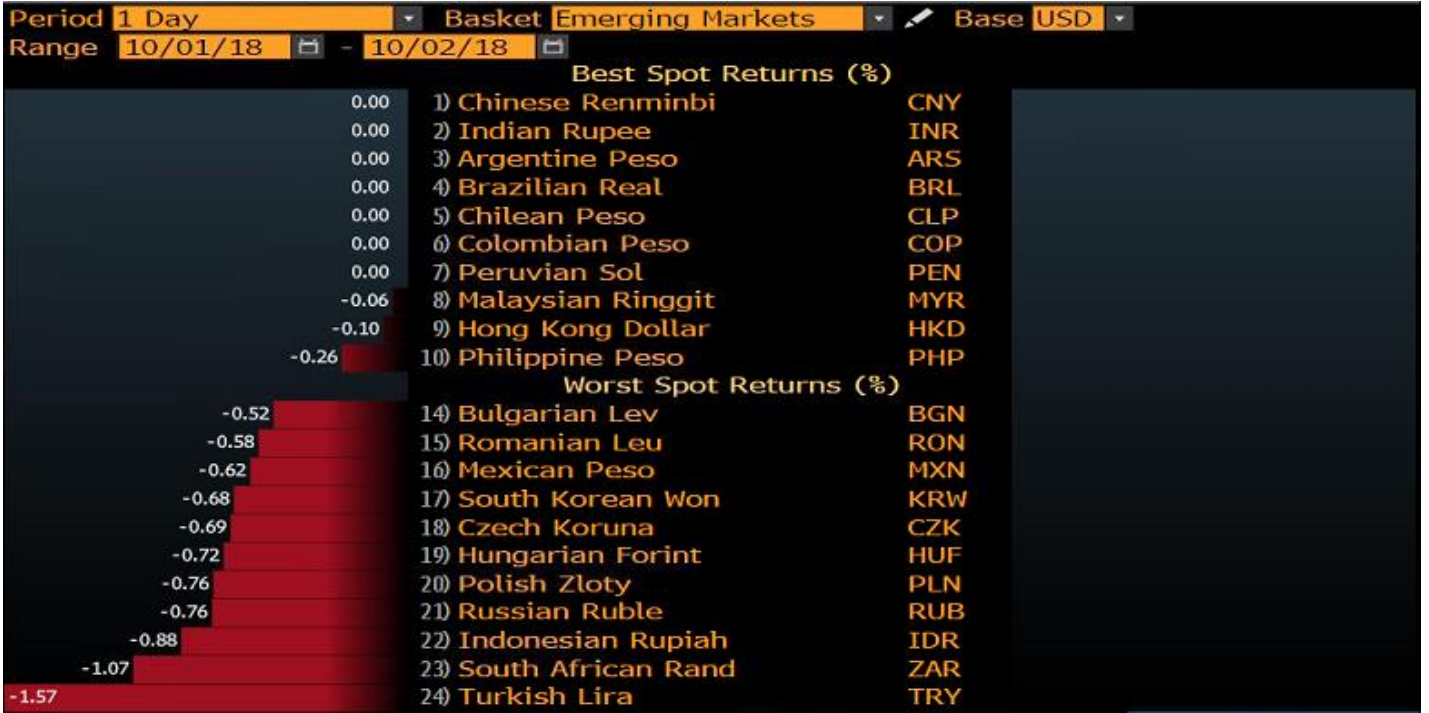 Period 1 Day Basket Emerging Markets Base USD
Range 10/01/18 - 10/02/18
Best Spot Returns (%)
0.00 1) Chinese Renminbi CNY
0.00 2) Indian Rupee INR
0.00 3) Argentine Peso ARS
0.00 4) Brazilian Real BRL
0.00 5) Chilean Peso CLP
0.00 6) Colombian Peso COP
0.00 7) Peruvian Sol PEN
-0.06 8) Malaysian Ringgit MYR
-0.10 9) Hong Kong Dollar HKD
-0.26 10) Philippine Peso PHP
Worst Spot Returns (%)
-0.52 14) Bulgarian Lev BGN
-0.58 15) Romanian Leu RON
-0.62 16) Mexican Peso MXN
-0.68 17) South Korean Won KRW
-0.69 18) Czech Koruna CZK
-0.72 19) Hungarian Forint HUF
-0.76 20) Polish Zloty PLN
-0.76 21) Russian Ruble RUB
-0.88 22) Indonesian Rupiah IDR
-1.07 23) South African Rand ZAR
-1.57 24) Turkish Lira TRY